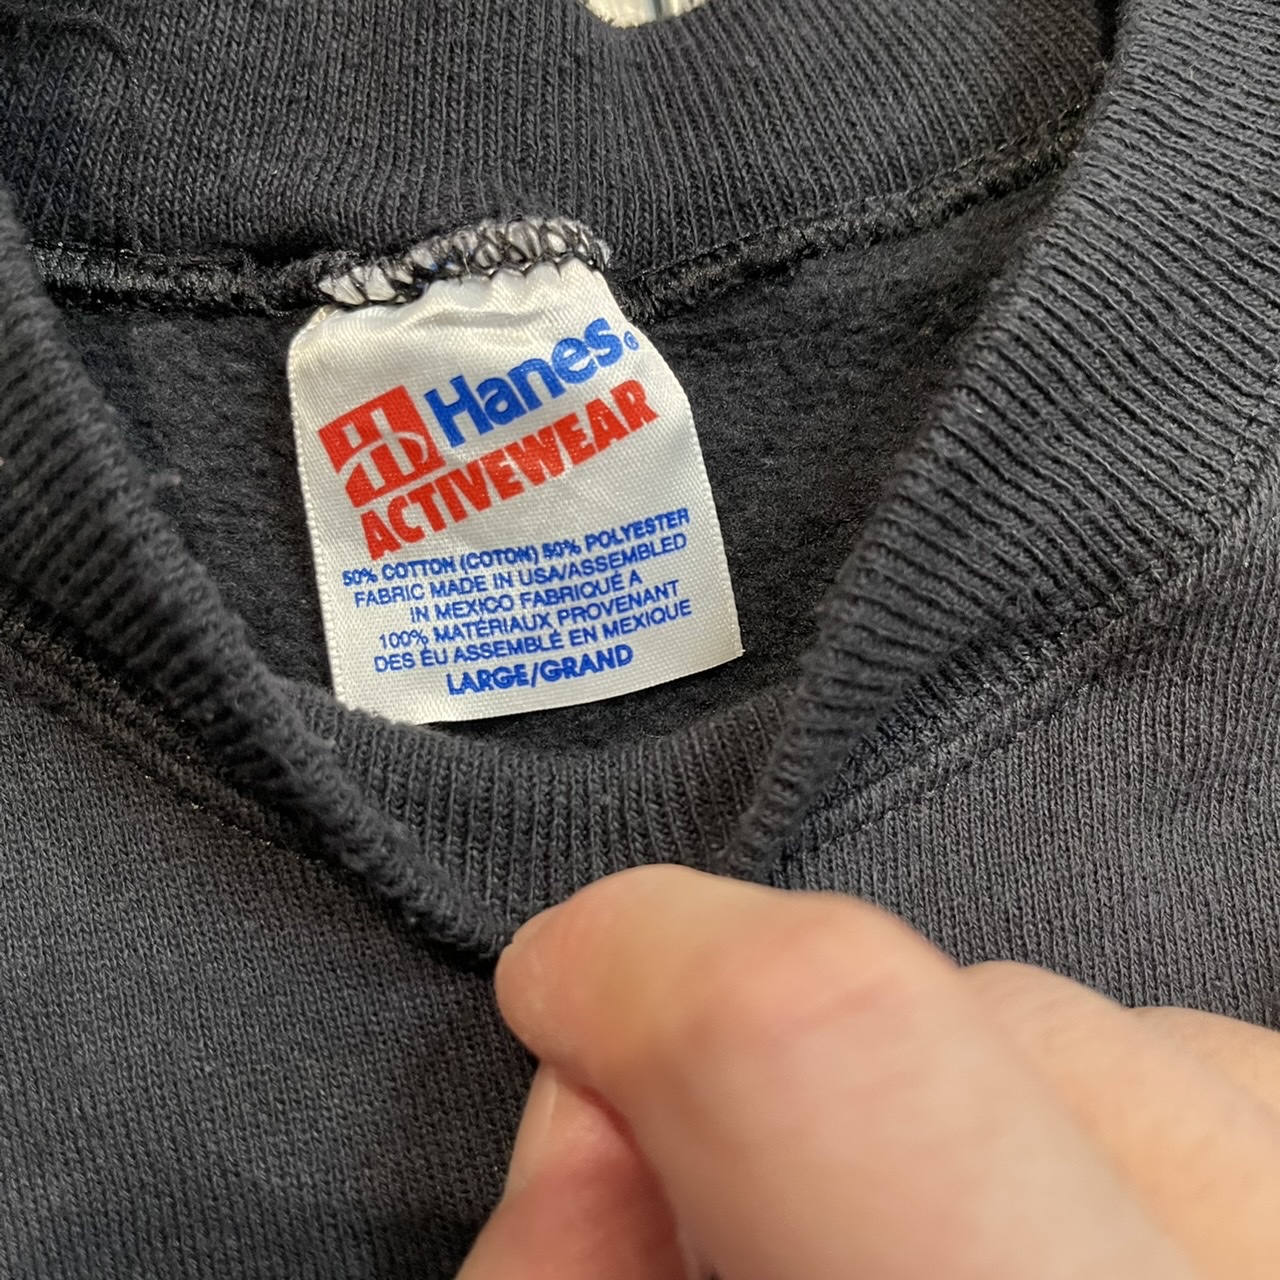 Hanes®
ACTIVEWEAR
50% COTTON (COTON) 50% POLYESTER
FABRIC MADE IN USA/ASSEMBLED
IN MEXICO FABRIQUÉ A
100% MATÉRIAUX PROVENANT
DES ÉU ASSEMBLÉ EN MEXIQUE
LARGE/GRAND